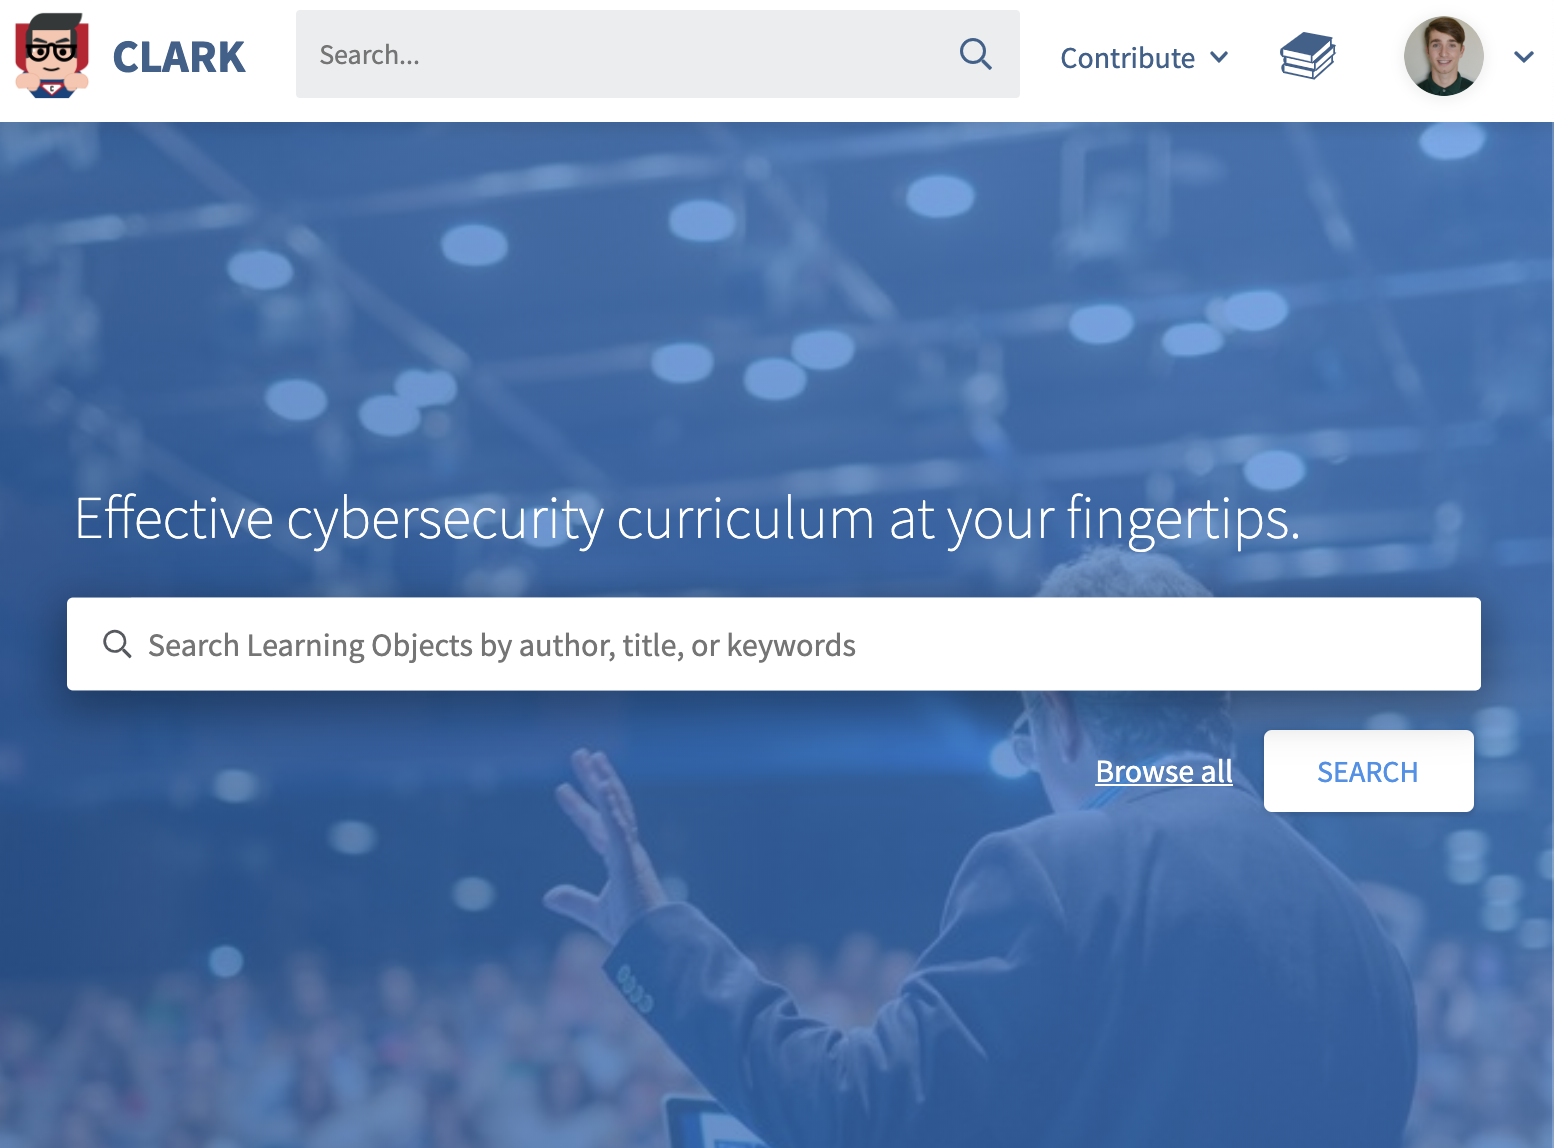 CLARK
Search...
Contribute
C
Effective cybersecurity curriculum at your fingertips.
Search Learning Objects by author, title, or keywords
Browse all
SEARCH